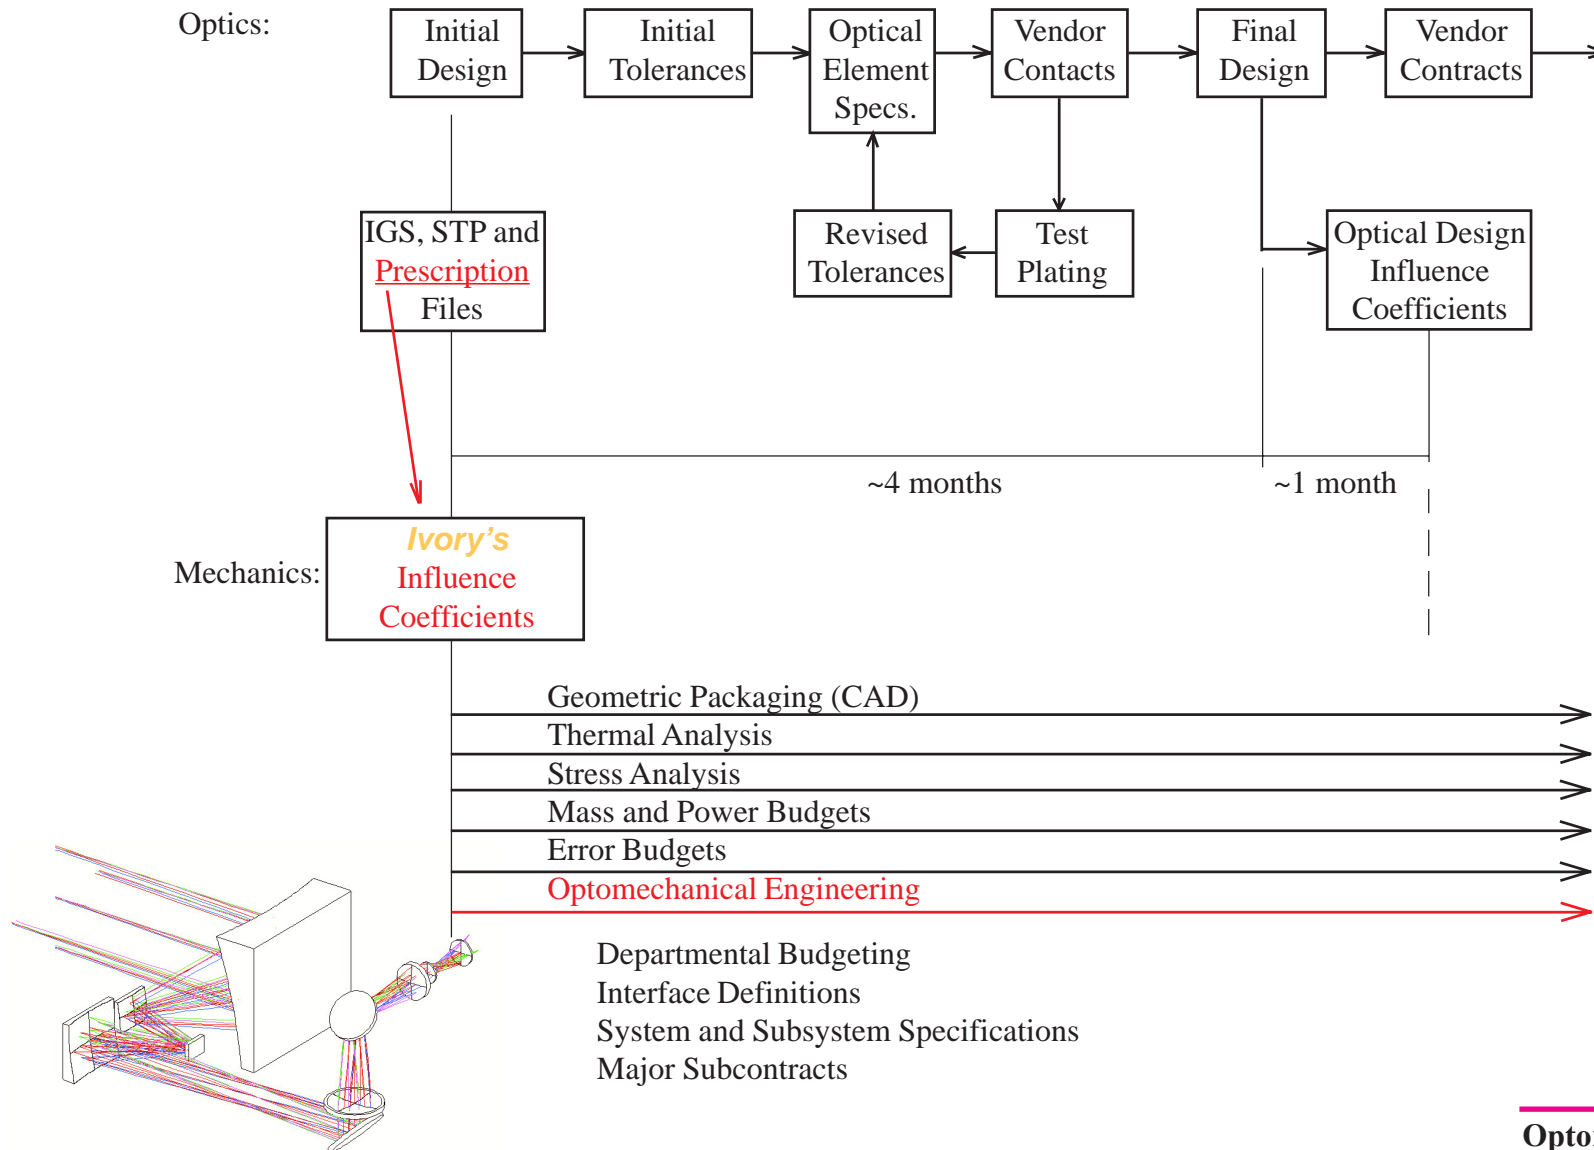 Optics:
Initial
Design
Initial
Tolerances
Optical
Element
Specs.
Vendor
Contacts
Final
Design
Vendor
Contracts
IGS, STP and
Prescription
Files
Revised
Tolerances
Test
Plating
Optical Design
Influence
Coefficients
~4 months
~1 month
Mechanics:
Ivory's
Influence
Coefficients
Geometric Packaging (CAD)
Thermal Analysis
Stress Analysis
Mass and Power Budgets
Error Budgets
Optomechanical Engineering
Departmental Budgeting
Interface Definitions
System and Subsystem Specifications
Major Subcontracts